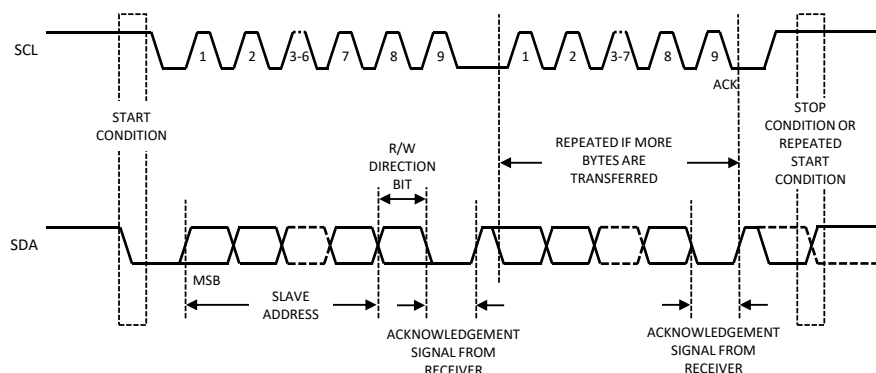 SCL
1
2
3-6
7
8
9
1
2
3-7
8
9
ACK
START
CONDITION
R/W
DIRECTION
BIT
REPEATED IF MORE
BYTES ARE
TRANSFERRED
STOP
CONDITION OR
REPEATED
START
CONDITION
SDA
MSB
SLAVE
ADDRESS
ACKNOWLEDGEMENT
SIGNAL FROM
RECEIVER
ACKNOWLEDGEMENT
SIGNAL FROM
RECEIVER